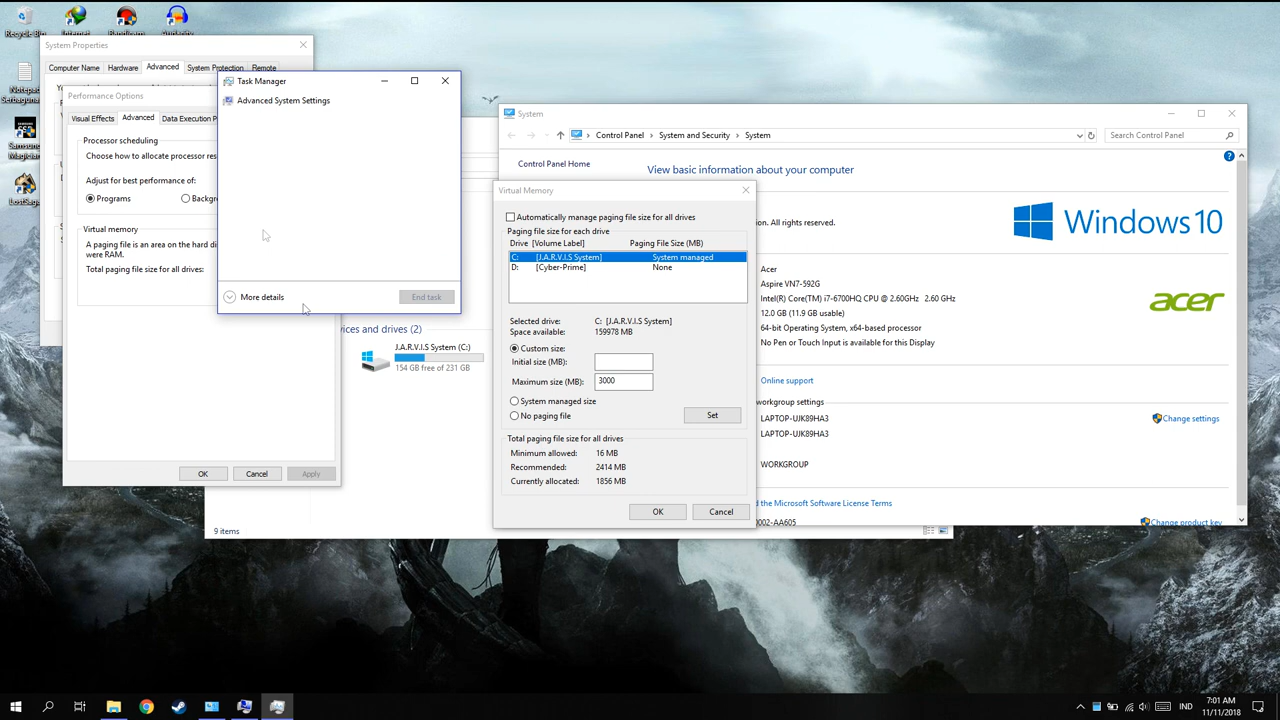 Recycle Bin
Internet
Bandicam
Audacity
System Properties
Computer Name
Hardware
Advanced
System Protection
Remote
Notepad
Serbaguna
Samsung
Magician
LostSaga
Performance Options
Visual Effects
Advanced
Data Execution P
Processor scheduling
Choose how to allocate processor res
Adjust for best performance of:
Programs
Backgr
Virtual memory
A paging file is an area on the hard di
were RAM.
Total paging file size for all drives:
OK
Cancel
Apply
Task Manager
Advanced System Settings
More details
End task
vices and drives (2)
J.A.R.V.I.S System (C:)
154 GB free of 231 GB
9 items
System
Control Panel > System and Security > System
Search Control Panel
Control Panel Home
View basic information about your computer
ion. All rights reserved.
Windows 10
Acer
Aspire VN7-592G
Intel(R) Core(TM) i7-6700HQ CPU @ 2.60GHz 2.60 GHz
acer
12.0 GB (11.9 GB usable)
64-bit Operating System, x64-based processor
No Pen or Touch Input is available for this Display
Online support
workgroup settings
LAPTOP-UJK89HA3
Change settings
LAPTOP-UJK89HA3
WORKGROUP
d the Microsoft Software License Terms
0002-AA605
Change product key
Virtual Memory
Automatically manage paging file size for all drives
Paging file size for each drive
Drive [Volume Label] Paging File Size (MB)
C: [J.A.R.V.I.S System] System managed
D: [Cyber-Prime] None
Selected drive: C: [J.A.R.V.I.S System]
Space available: 159978 MB
Custom size:
Initial size (MB):
Maximum size (MB): 3000
System managed size
No paging file
Set
Total paging file size for all drives
Minimum allowed: 16 MB
Recommended: 2414 MB
Currently allocated: 1856 MB
OK
Cancel
IND
7:01 AM
11/11/2018